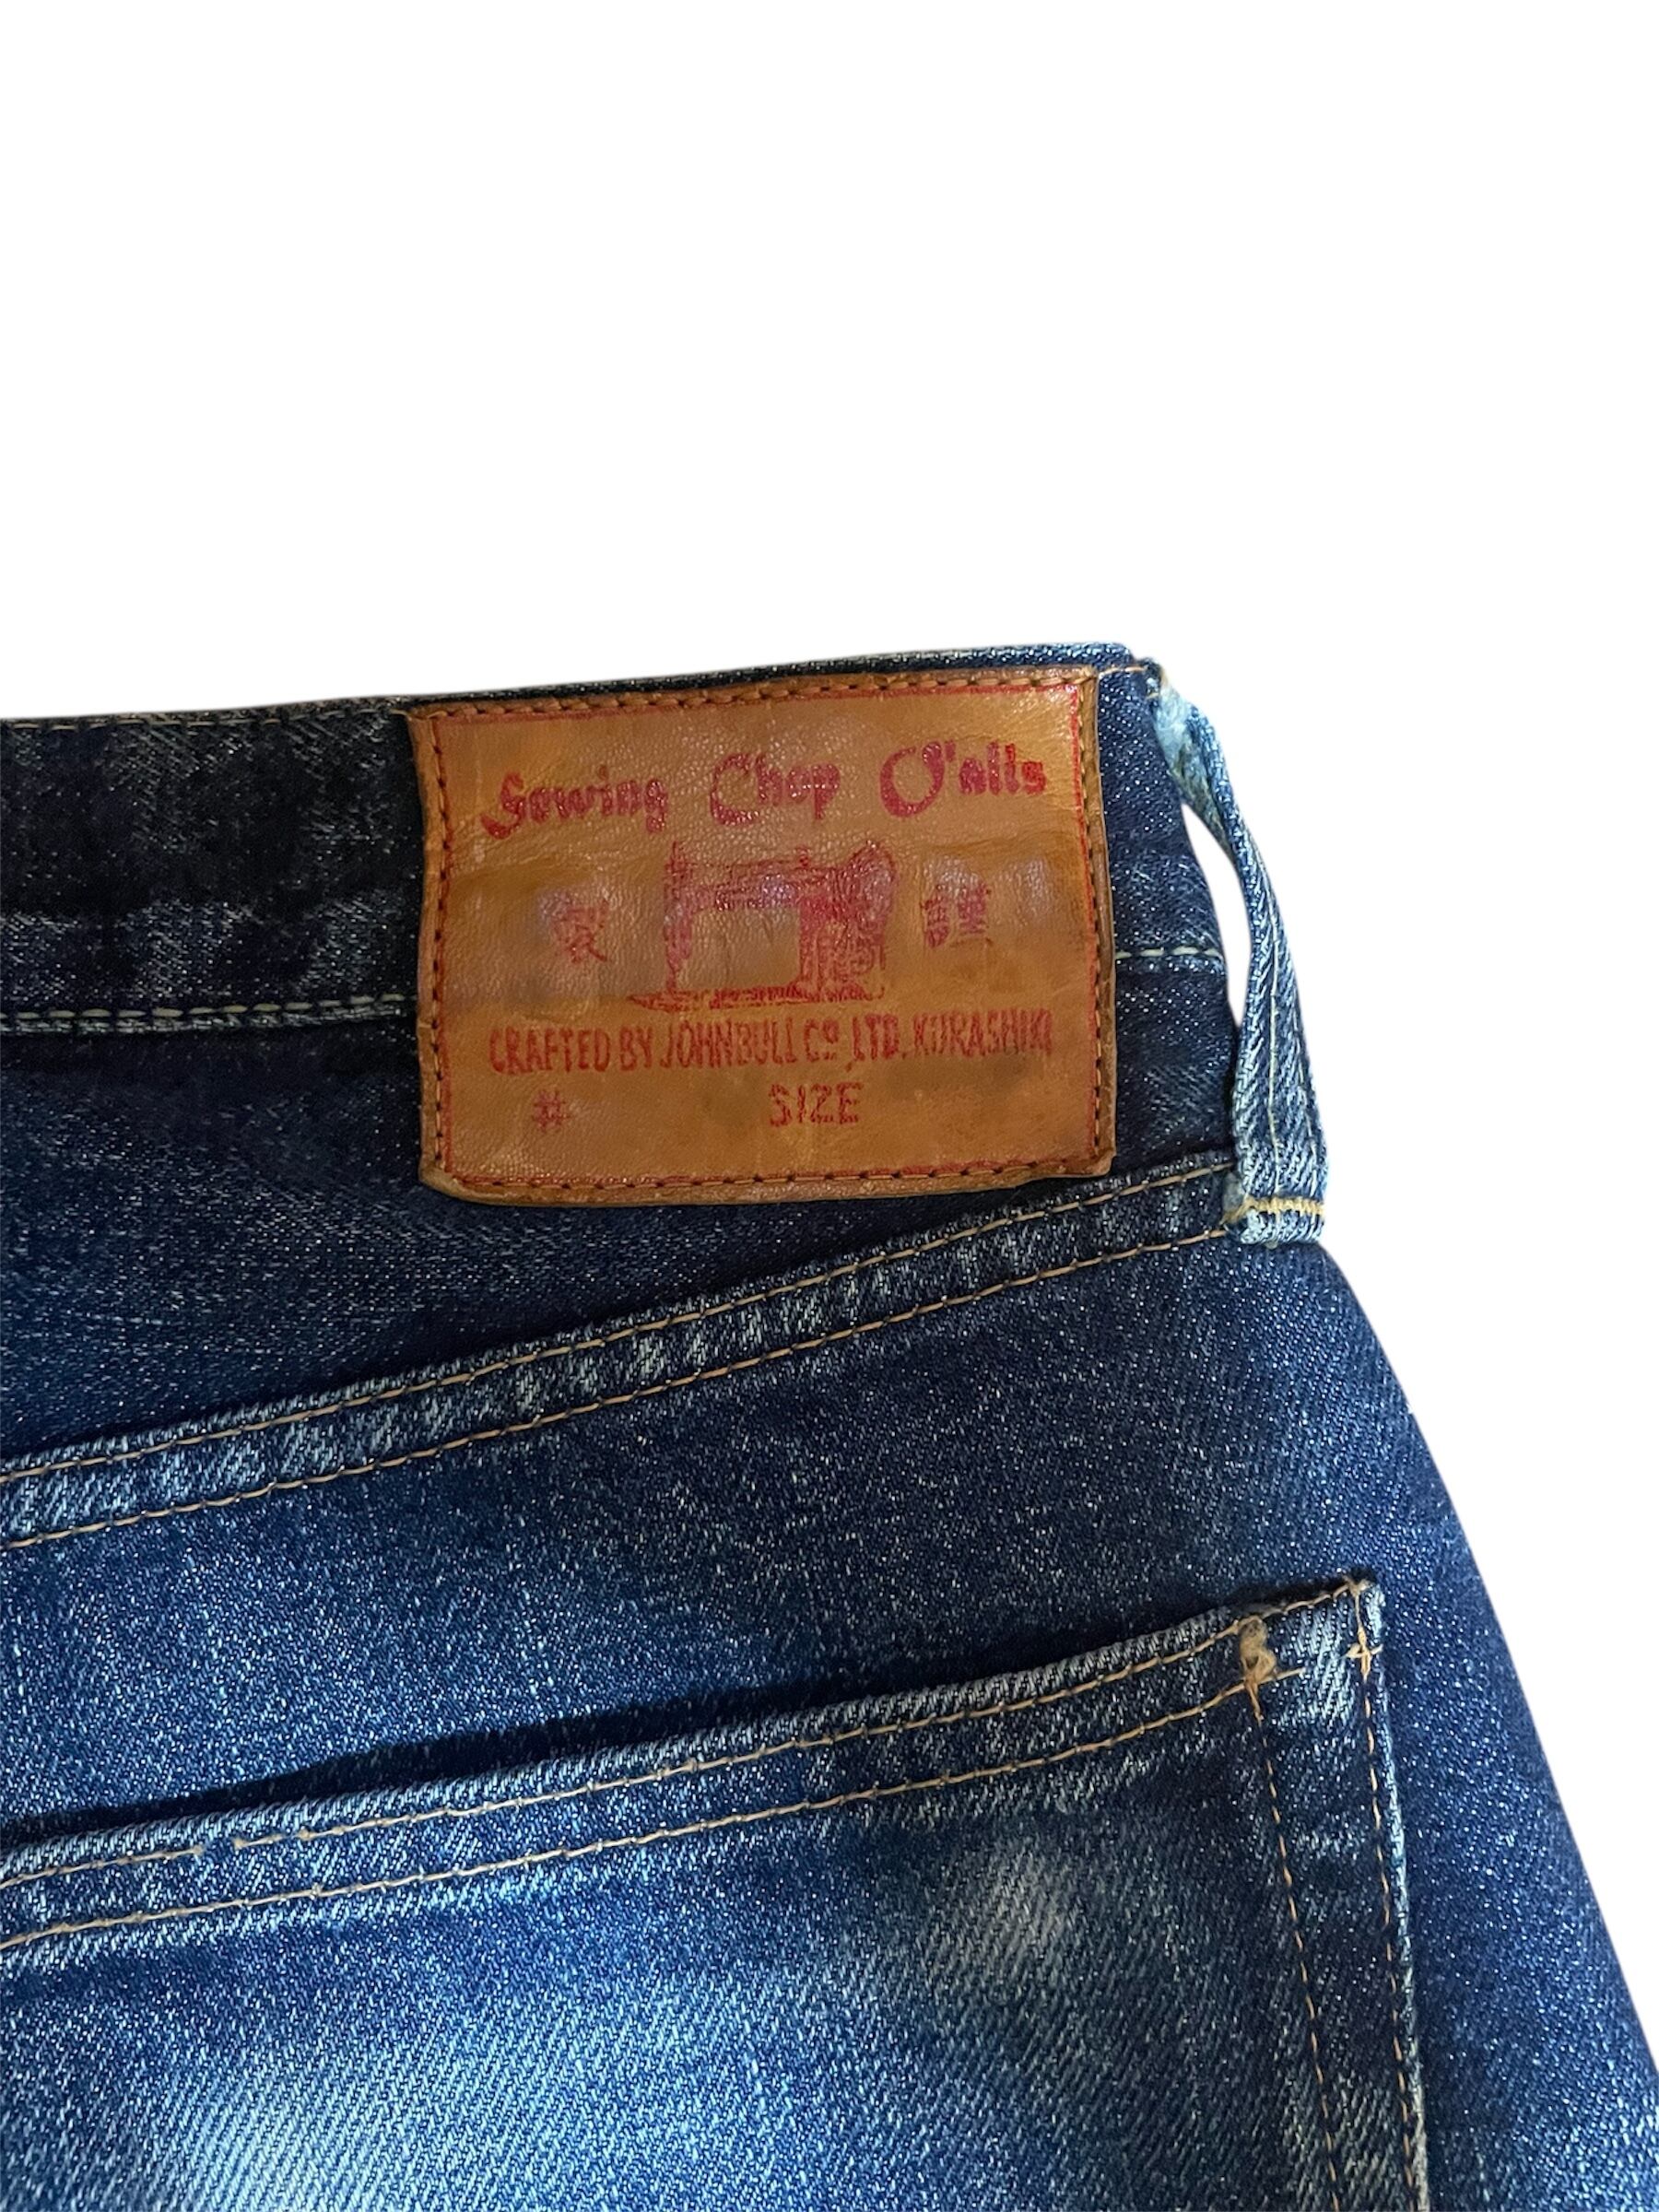 Sewing Chop O'alls
CRAFTED BY JOHNBULL Co. LTD. KURASHIKI
# SIZE